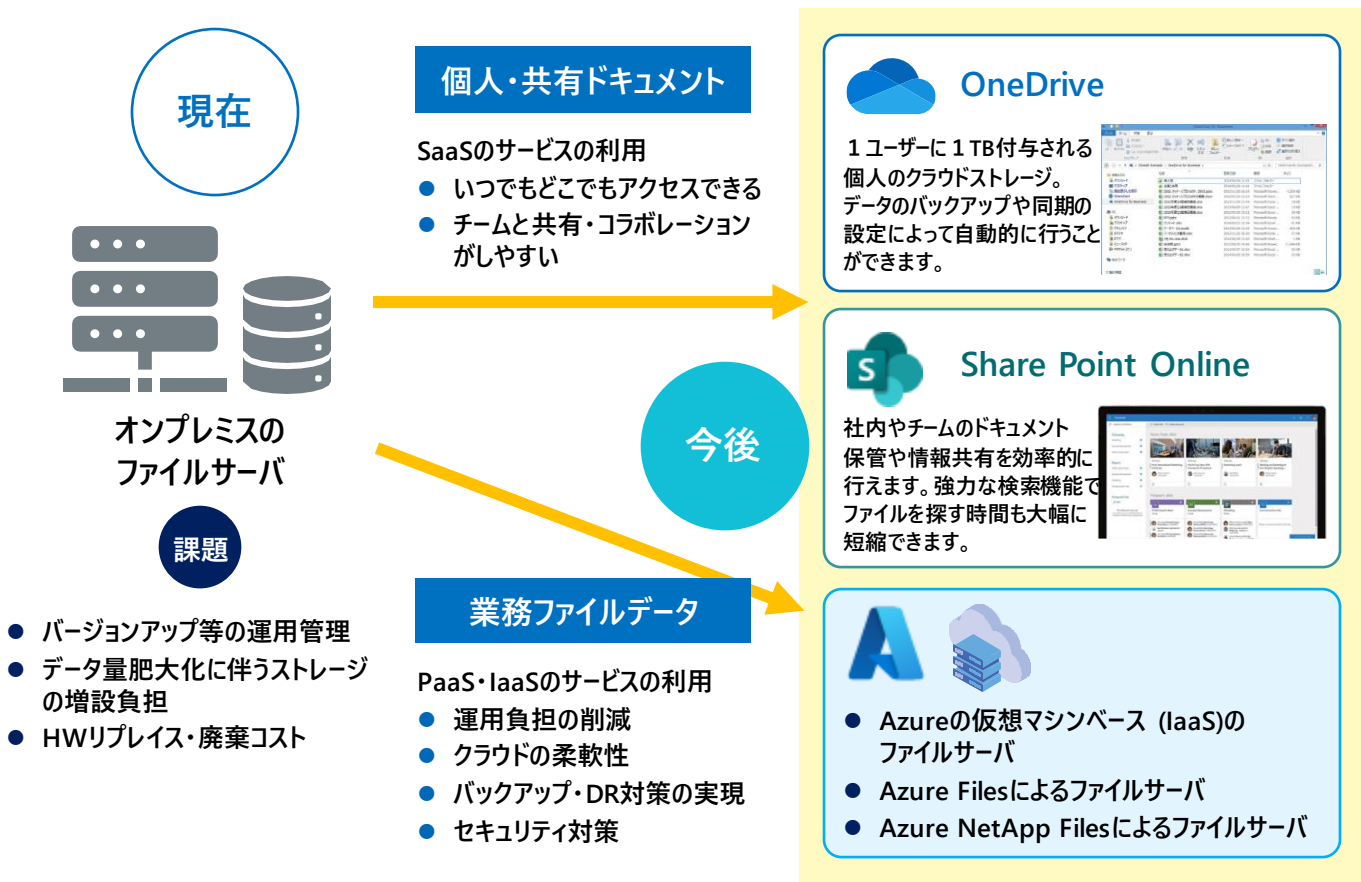 現在
オンプレミスの
ファイルサーバ
課題
● バージョンアップ等の運用管理
● データ量肥大化に伴うストレージ
の増設負担
● HWリプレイス・廃棄コスト
個人・共有ドキュメント
SaaSのサービスの利用
● いつでもどこでもアクセスできる
● チームと共有・コラボレーション
がしやすい
今後
業務ファイルデータ
PaaS・IaaSのサービスの利用
● 運用負担の削減
● クラウドの柔軟性
● バックアップ・DR対策の実現
● セキュリティ対策
OneDrive
１ユーザーに１TB付与される
個人のクラウドストレージ。
データのバックアップや同期の
設定によって自動的に行うこと
ができます。
Share Point Online
S
社内やチームのドキュメント
保管や情報共有を効率的に
行えます。強力な検索機能で
ファイルを探す時間も大幅に
短縮できます。
● Azureの仮想マシンベース (IaaS)の
ファイルサーバ
● Azure Filesによるファイルサーバ
● Azure NetApp Filesによるファイルサーバ